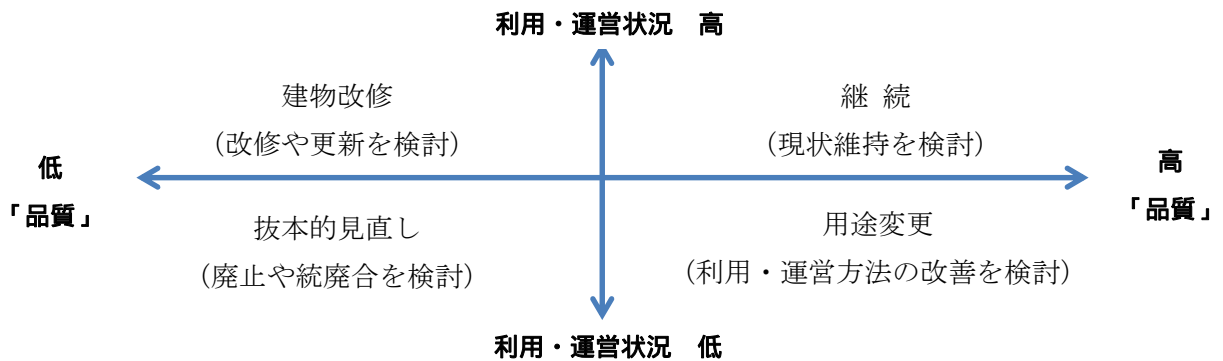 利用・運営状況　高
建物改修
（改修や更新を検討）
継 続
（現状維持を検討）
低
「品質」
高
「品質」
抜本的見直し
（廃止や統廃合を検討）
用途変更
（利用・運営方法の改善を検討）
利用・運営状況　低